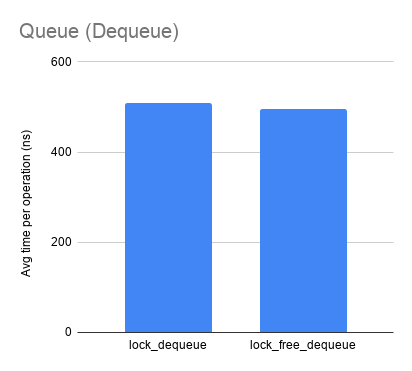 Queue (Dequeue)
Avg time per operation (ns)
600
400
200
0
lock_dequeue
lock_free_dequeue